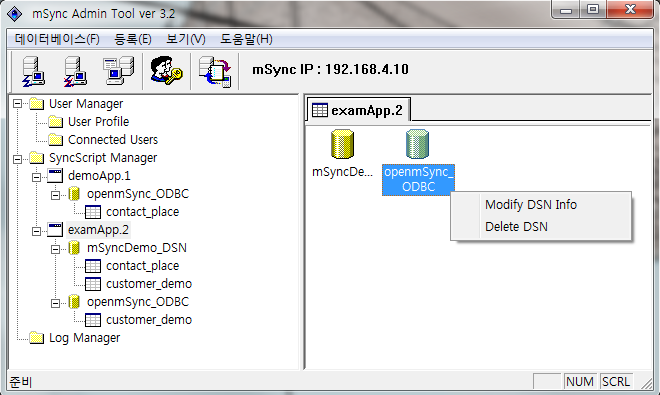 mSync Admin Tool ver 3.2
데이터베이스(F) 등록(E) 보기(V) 도움말(H)
mSync IP : 192.168.4.10
User Manager
User Profile
Connected Users
SyncScript Manager
demoApp.1
openmSync_ODBC
contact_place
examApp.2
mSyncDemo_DSN
contact_place
customer_demo
openmSync_ODBC
customer_demo
Log Manager
examApp.2
mSyncDe...
openmSync_
ODBC
Modify DSN Info
Delete DSN
준비
NUM SCRL